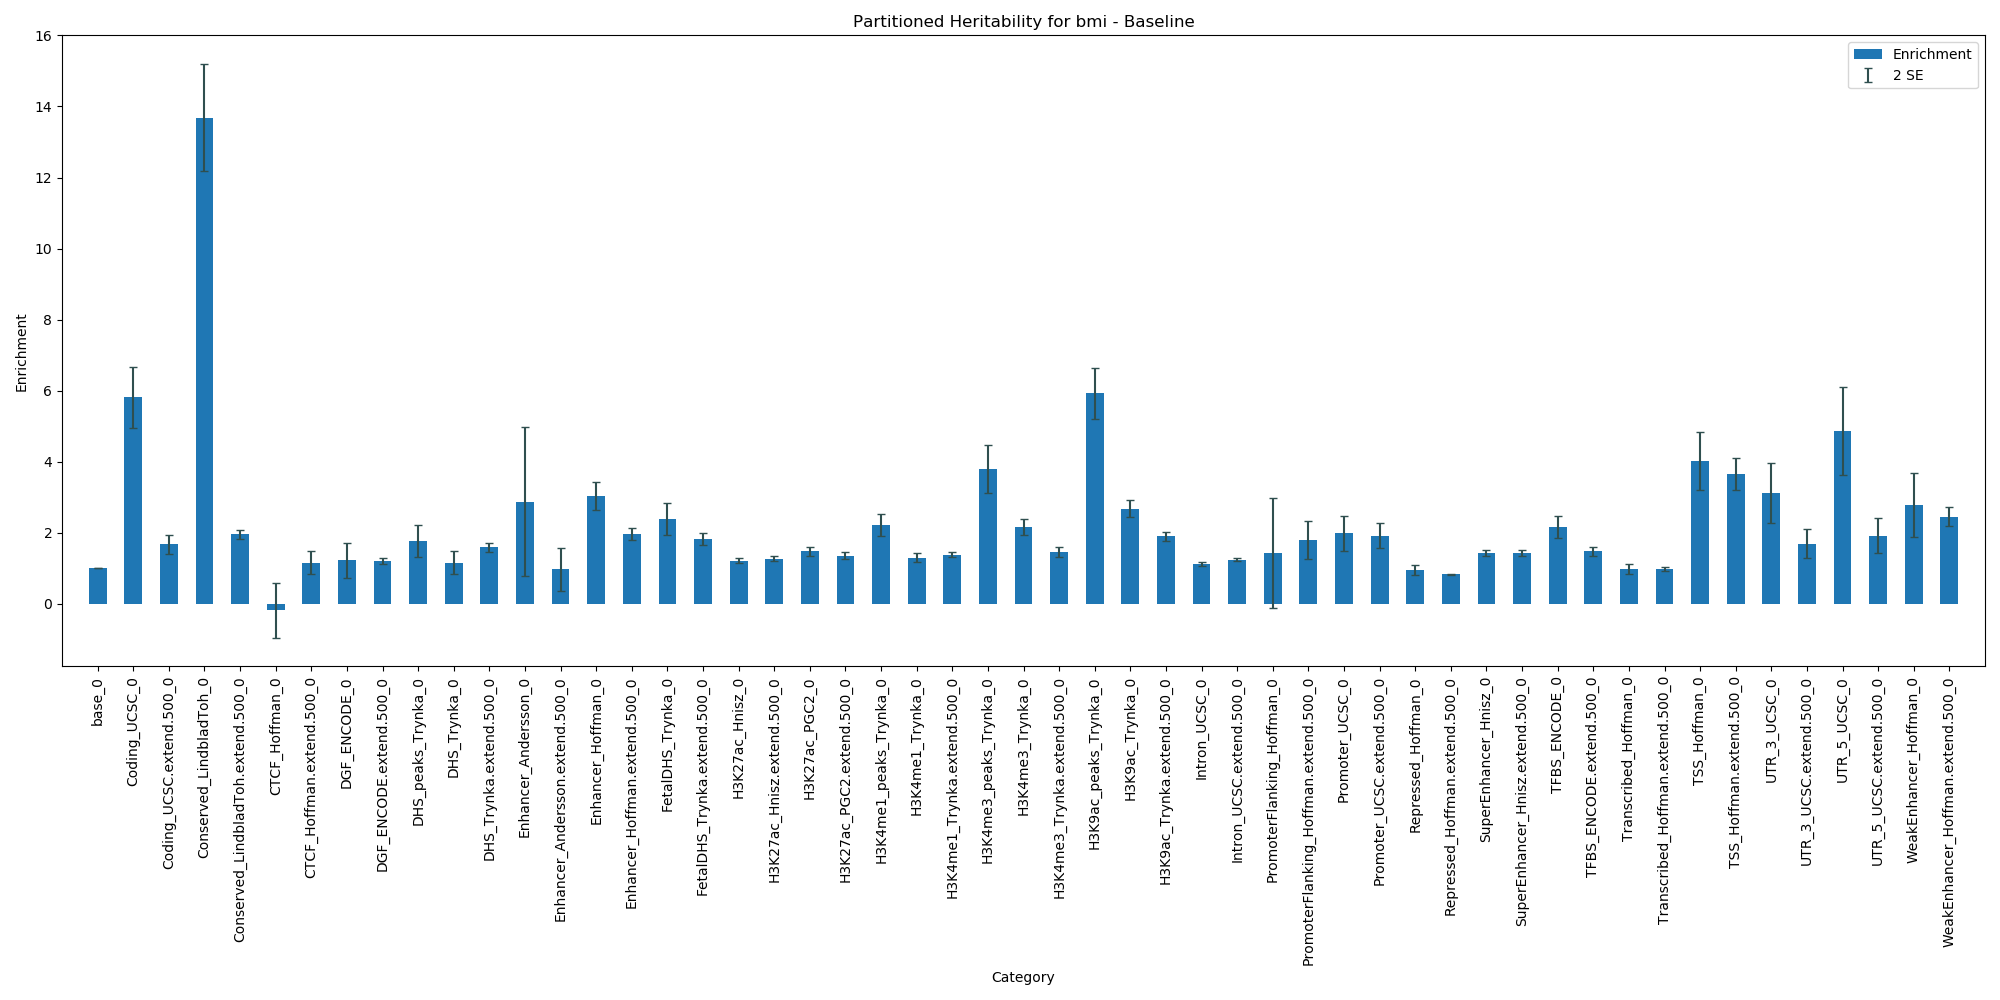 Partitioned Heritability for bmi - Baseline
Enrichment
2 SE
Enrichment
16
14
12
10
8
6
4
2
0
base_0
Coding_UCSC_0
Coding_UCSC.extend.500_0
Conserved_LindbladToh_0
Conserved_LindbladToh.extend.500_0
CTCF_Hoffman_0
CTCF_Hoffman.extend.500_0
DGF_ENCODE_0
DGF_ENCODE.extend.500_0
DHS_peaks_Trynka_0
DHS_Trynka_0
DHS_Trynka.extend.500_0
Enhancer_Andersson_0
Enhancer_Andersson.extend.500_0
Enhancer_Hoffman_0
Enhancer_Hoffman.extend.500_0
FetalDHS_Trynka_0
FetalDHS_Trynka.extend.500_0
H3K27ac_Hnisz_0
H3K27ac_Hnisz.extend.500_0
H3K27ac_PGC2_0
H3K27ac_PGC2.extend.500_0
H3K4me1_peaks_Trynka_0
H3K4me1_Trynka_0
H3K4me1_Trynka.extend.500_0
H3K4me3_peaks_Trynka_0
H3K4me3_Trynka_0
H3K4me3_Trynka.extend.500_0
H3K9ac_peaks_Trynka_0
H3K9ac_Trynka_0
H3K9ac_Trynka.extend.500_0
Intron_UCSC_0
Intron_UCSC.extend.500_0
PromoterFlanking_Hoffman_0
PromoterFlanking_Hoffman.extend.500_0
Promoter_UCSC_0
Promoter_UCSC.extend.500_0
Repressed_Hoffman_0
Repressed_Hoffman.extend.500_0
SuperEnhancer_Hnisz_0
SuperEnhancer_Hnisz.extend.500_0
TFBS_ENCODE_0
TFBS_ENCODE.extend.500_0
Transcribed_Hoffman_0
Transcribed_Hoffman.extend.500_0
TSS_Hoffman_0
TSS_Hoffman.extend.500_0
UTR_3_UCSC_0
UTR_3_UCSC.extend.500_0
UTR_5_UCSC_0
UTR_5_UCSC.extend.500_0
WeakEnhancer_Hoffman_0
WeakEnhancer_Hoffman.extend.500_0
Category